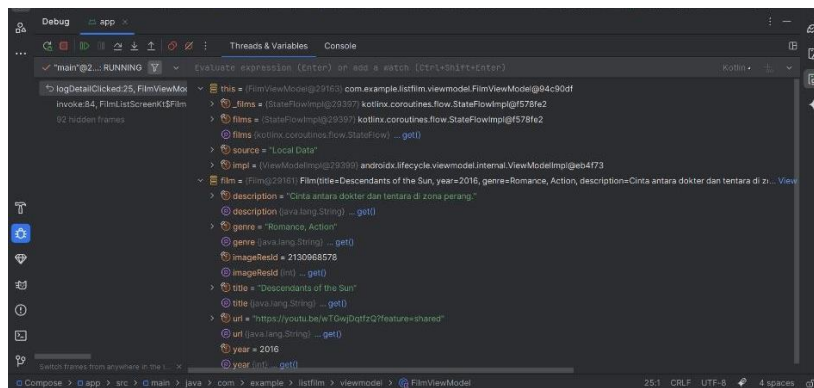 Debug app
Threads & Variables Console
"main"@2...: RUNNING
Evaluate expression (Enter) or add a watch (Ctrl+Shift+Enter)
Kotlin
logDetailClicked:25, FilmViewMo
invoke:84, FilmListScreenKt$Film
92 hidden frames
this = {FilmViewModel@29163} com.example.listfilm.viewmodel.FilmViewModel@94c90df
_films = {StateFlowImpl@29397} kotlinx.coroutines.flow.StateFlowImpl@f578fe2
films = {StateFlowImpl@29397} kotlinx.coroutines.flow.StateFlowImpl@f578fe2
films {kotlinx.coroutines.flow.StateFlow} ... get()
source = "Local Data"
impl = {ViewModelImpl@29399} androidx.lifecycle.viewmodel.internal.ViewModelImpl@eb4f73
film = {Film@29161} Film(title=Descendants of the Sun, year=2016, genre=Romance, Action, description=Cinta antara dokter dan tentara di z... View
description = "Cinta antara dokter dan tentara di zona perang."
description {java.lang.String} ... get()
genre = "Romance, Action"
genre {java.lang.String} ... get()
imageResId = 2130968578
imageResId {int} ... get()
title = "Descendants of the Sun"
title {java.lang.String} ... get()
url = "https://youtu.be/wTGwjDqtfzQ?feature=shared"
url {java.lang.String} ... get()
year = 2016
year {int} ... get()
Switch frames from anywhere in the I...
Compose > app > src > main > java > com > example > listfilm > viewmodel > FilmViewModel
25:1 CRLF UTF-8 4 spaces